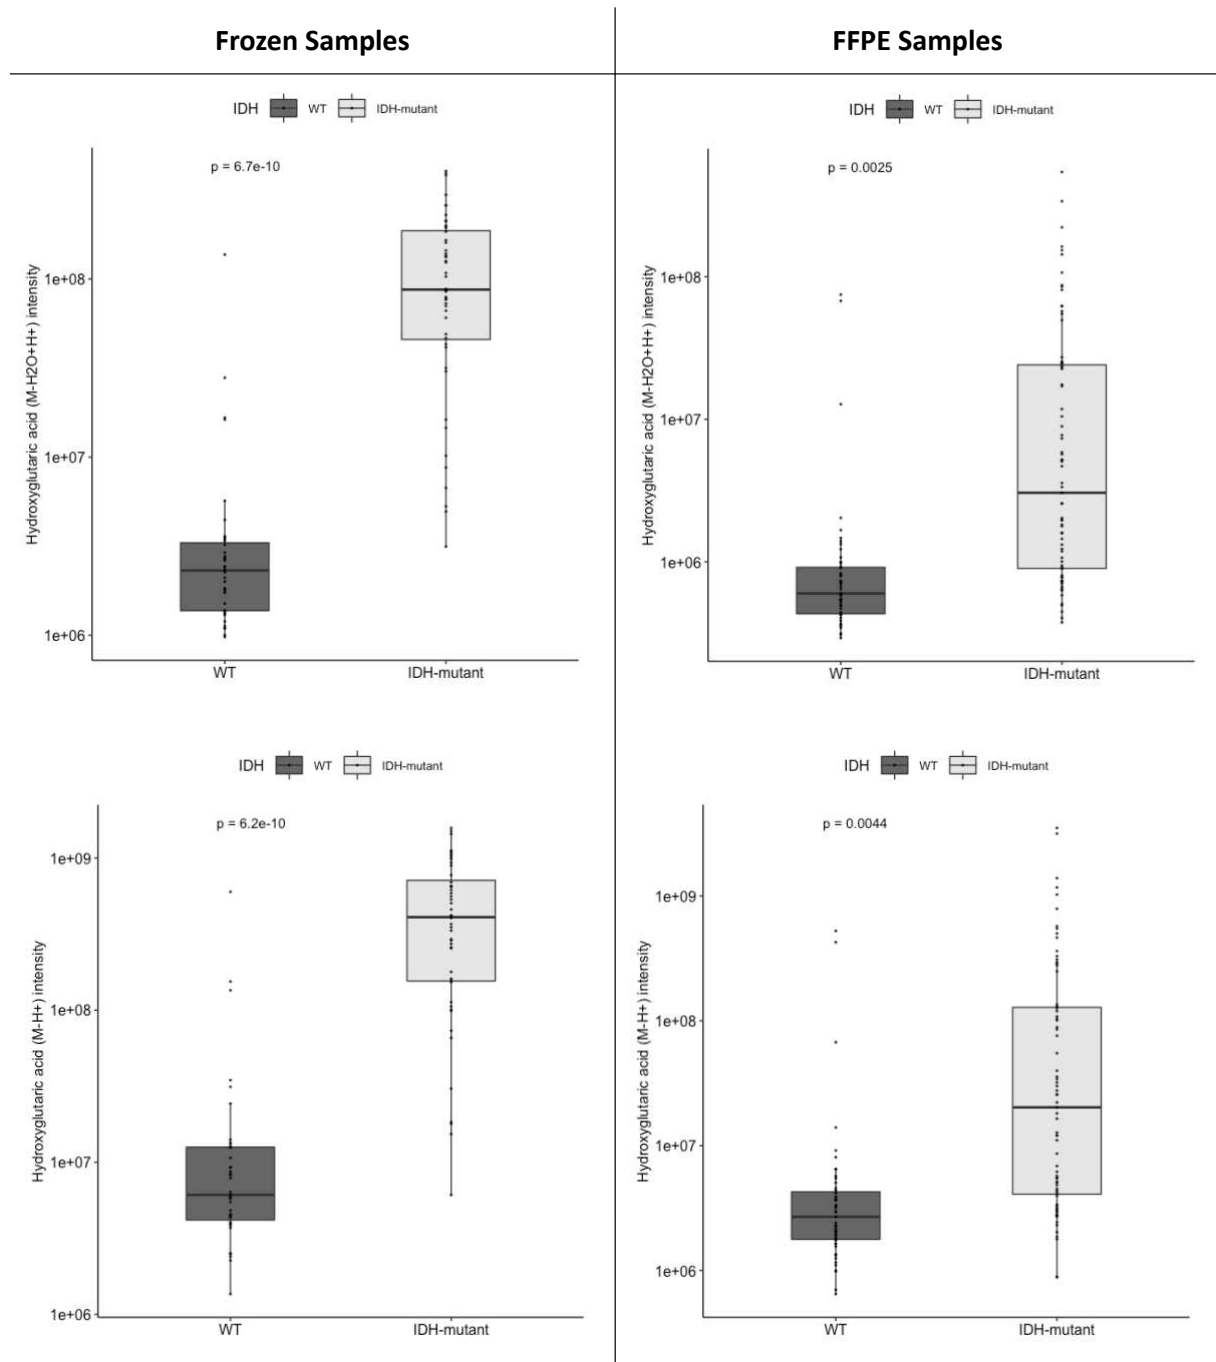 Frozen Samples
FFPE Samples
IDH WT IDH-mutant
p = 6.7e-10
Hydroxyglutaric acid (M-H2O+H+) intensity
1e+08
1e+07
1e+06
WT IDH-mutant
IDH WT IDH-mutant
p = 0.0025
Hydroxyglutaric acid (M-H2O+H+) intensity
1e+08
1e+07
1e+06
WT IDH-mutant
IDH WT IDH-mutant
p = 6.2e-10
Hydroxyglutaric acid (M-H+) intensity
1e+09
1e+08
1e+07
1e+06
WT IDH-mutant
IDH WT IDH-mutant
p = 0.0044
Hydroxyglutaric acid (M-H+) intensity
1e+09
1e+08
1e+07
1e+06
WT IDH-mutant